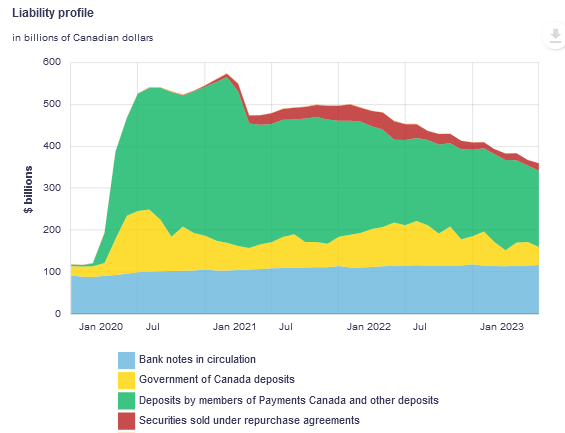 Liability profile
in billions of Canadian dollars
600
500
400
300
200
100
0
$ billions
Jan 2020 Jul Jan 2021 Jul Jan 2022 Jul Jan 2023
Bank notes in circulation
Government of Canada deposits
Deposits by members of Payments Canada and other deposits
Securities sold under repurchase agreements